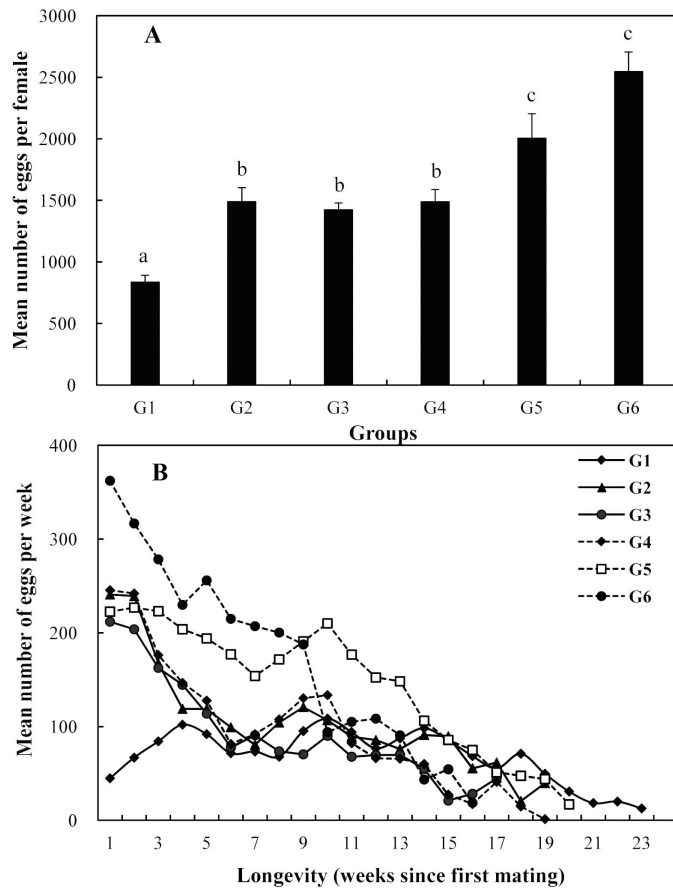 A
Mean number of eggs per female
3000
2500
2000
1500
1000
500
0
a
b
b
b
c
c
G1 G2 G3 G4 G5 G6
Groups
B
Mean number of eggs per week
400
300
200
100
0
G1
G2
G3
G4
G5
G6
1 3 5 7 9 11 13 15 17 19 21 23
Longevity (weeks since first mating)